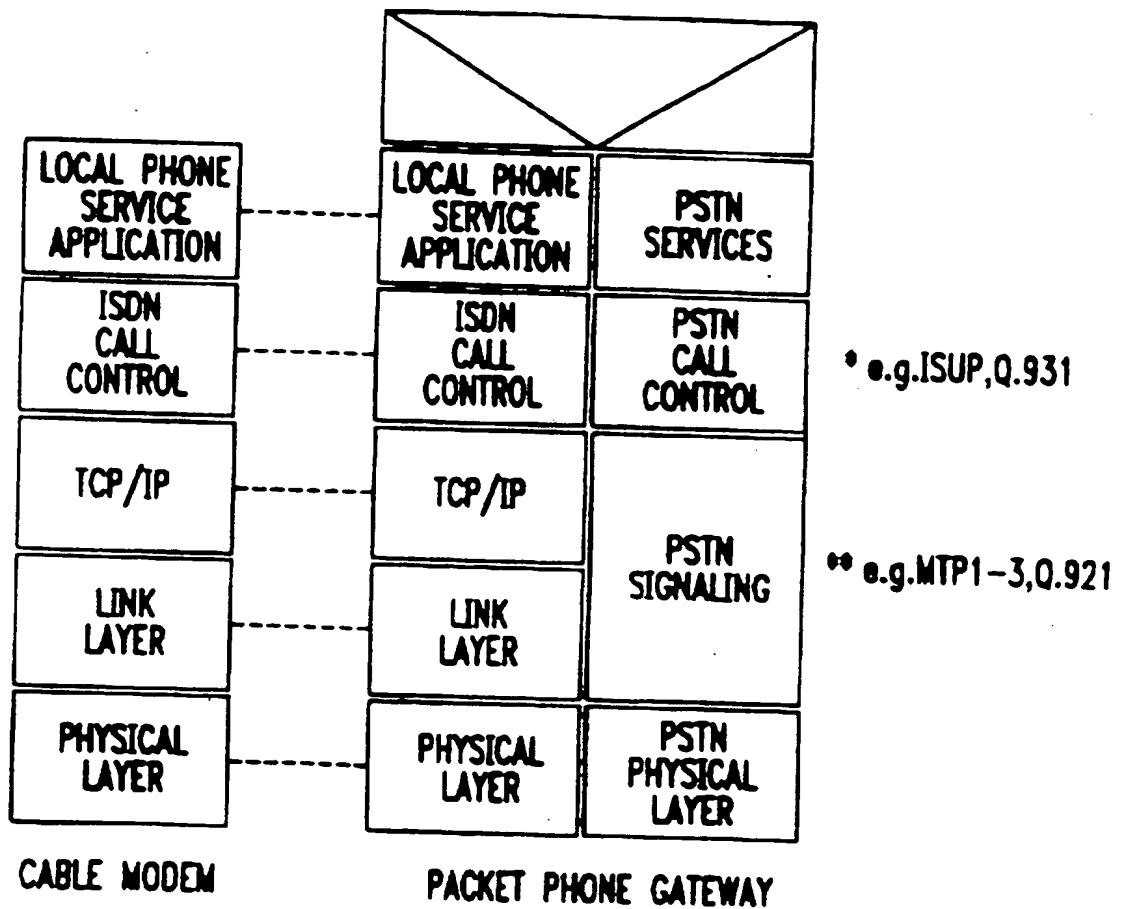 LOCAL PHONE
SERVICE
APPLICATION
LOCAL PHONE
SERVICE
APPLICATION
PSTN
SERVICES
ISDN
CALL
CONTROL
ISDN
CALL
CONTROL
PSTN
CALL
CONTROL
* e.g.ISUP,Q.931
TCP/IP
TCP/IP
PSTN
SIGNALING
** e.g.MTP1-3,Q.921
LINK
LAYER
LINK
LAYER
PHYSICAL
LAYER
PHYSICAL
LAYER
PSTN
PHYSICAL
LAYER
CABLE MODEM
PACKET PHONE GATEWAY